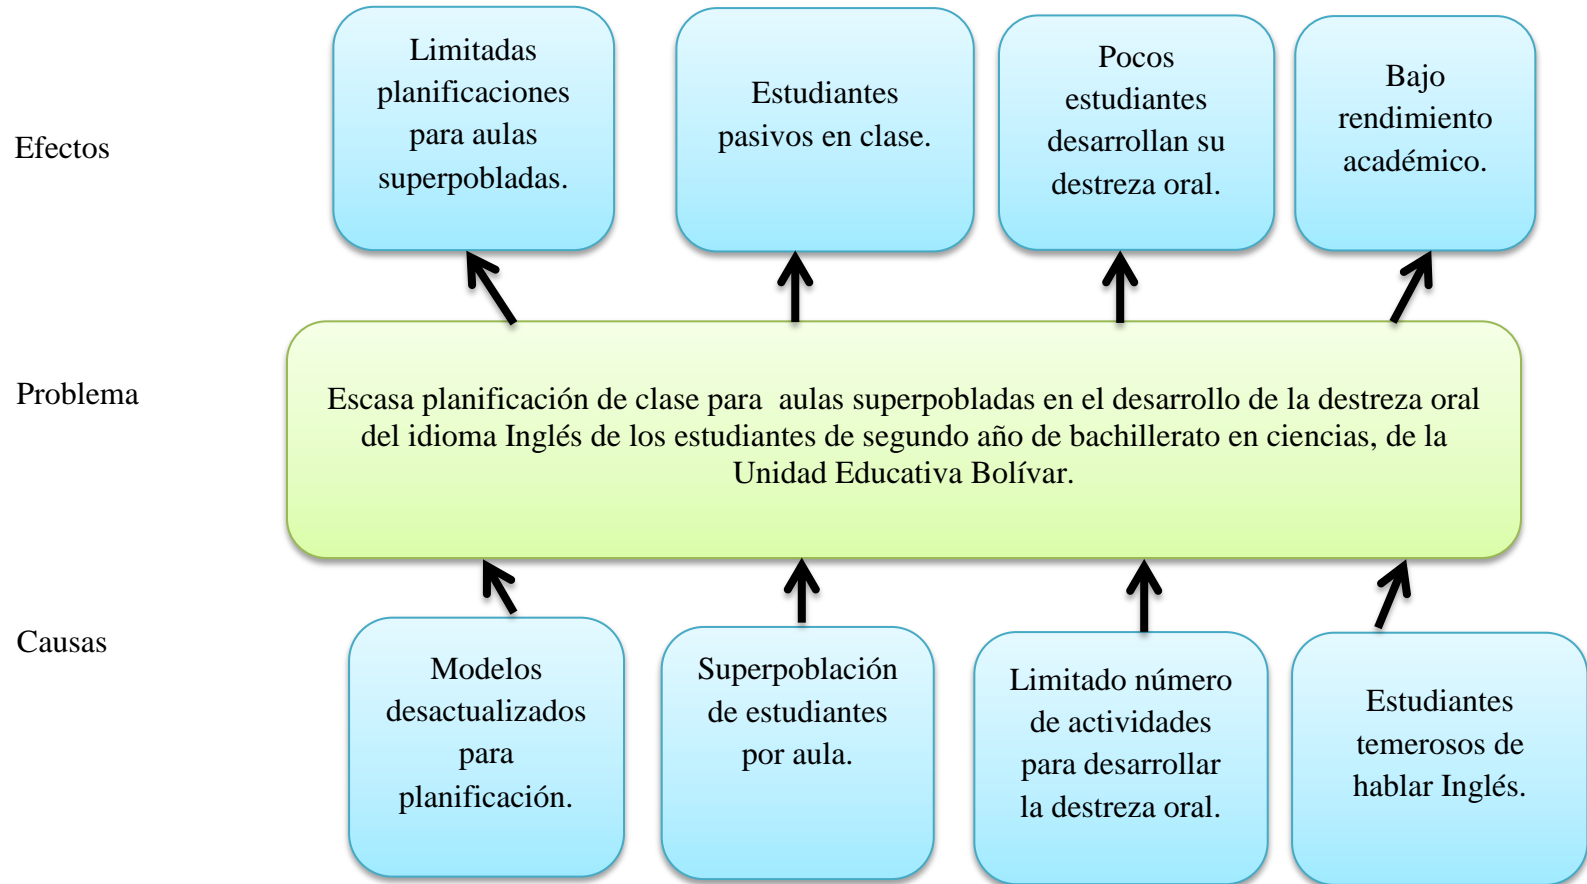 Efectos
Limitadas
planificaciones
para aulas
superpobladas.
Estudiantes
pasivos en clase.
Pocos
estudiantes
desarrollan su
destreza oral.
Bajo
rendimiento
académico.
Problema
Escasa planificación de clase para aulas superpobladas en el desarrollo de la destreza oral
del idioma Inglés de los estudiantes de segundo año de bachillerato en ciencias, de la
Unidad Educativa Bolívar.
Causas
Modelos
desactualizados
para
planificación.
Superpoblación
de estudiantes
por aula.
Limitado número
de actividades
para desarrollar
la destreza oral.
Estudiantes
temerosos de
hablar Inglés.